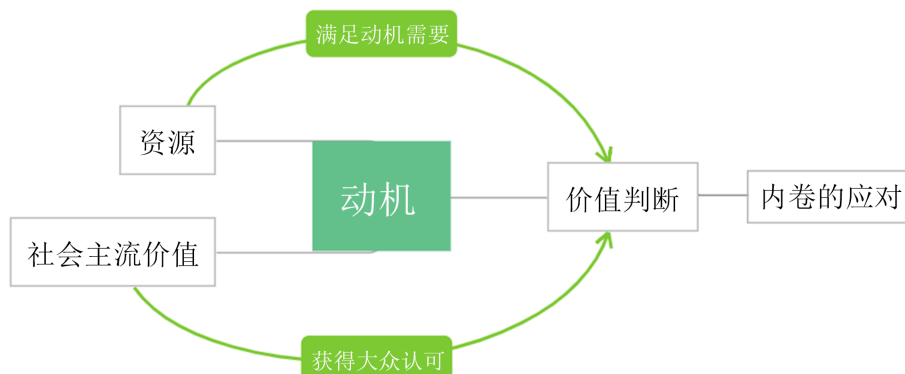 满足动机需要
资源
动机
价值判断
内卷的应对
社会主流价值
获得大众认可